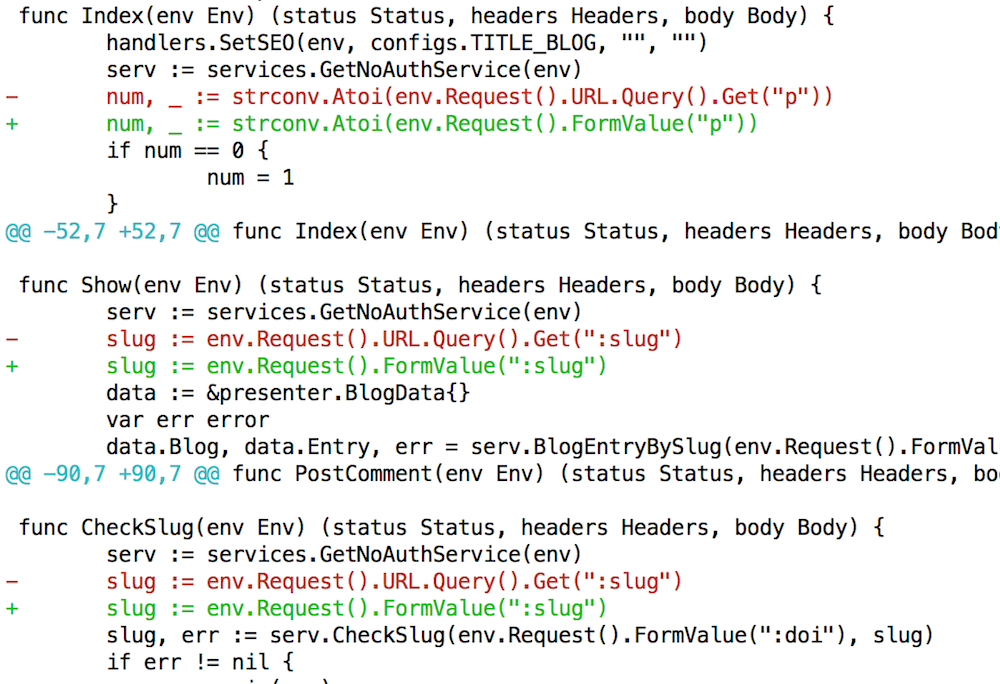 func Index(env Env) (status Status, headers Headers, body Body) {
        handlers.SetSEO(env, configs.TITLE_BLOG, "", "")
        serv := services.GetNoAuthService(env)
-       num, _ := strconv.Atoi(env.Request().URL.Query().Get("p"))
+       num, _ := strconv.Atoi(env.Request().FormValue("p"))
        if num == 0 {
                num = 1
        }
@@ -52,7 +52,7 @@ func Index(env Env) (status Status, headers Headers, body Bod
func Show(env Env) (status Status, headers Headers, body Body) {
        serv := services.GetNoAuthService(env)
-       slug := env.Request().URL.Query().Get(":slug")
+       slug := env.Request().FormValue(":slug")
        data := &presenter.BlogData{}
        var err error
        data.Blog, data.Entry, err = serv.BlogEntryBySlug(env.Request().FormVal
@@ -90,7 +90,7 @@ func PostComment(env Env) (status Status, headers Headers, bo
func CheckSlug(env Env) (status Status, headers Headers, body Body) {
        serv := services.GetNoAuthService(env)
-       slug := env.Request().URL.Query().Get(":slug")
+       slug := env.Request().FormValue(":slug")
        slug, err := serv.CheckSlug(env.Request().FormValue(":doi"), slug)
        if err != nil {